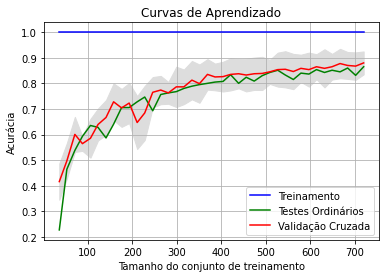 Curvas de Aprendizado
Acurácia
1.0
0.9
0.8
0.7
0.6
0.5
0.4
0.3
0.2
Treinamento
Testes Ordinários
Validação Cruzada
100 200 300 400 500 600 700
Tamanho do conjunto de treinamento